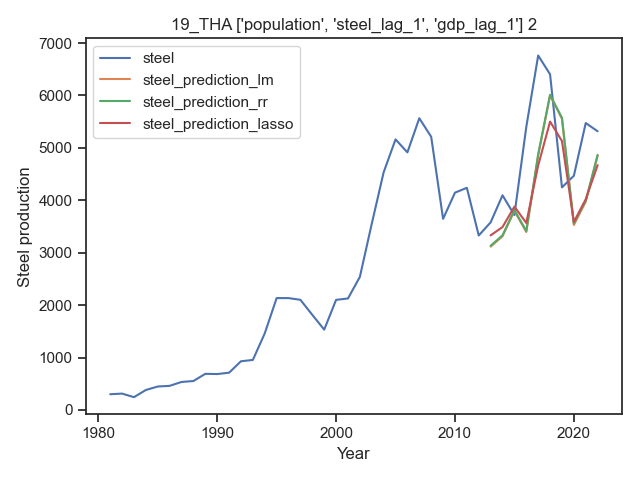 19_THA ['population', 'steel_lag_1', 'gdp_lag_1'] 2
7000
6000
5000
4000
3000
2000
1000
0
Steel production
steel
steel_prediction_lm
steel_prediction_rr
steel_prediction_lasso
1980
1990
2000
2010
2020
Year